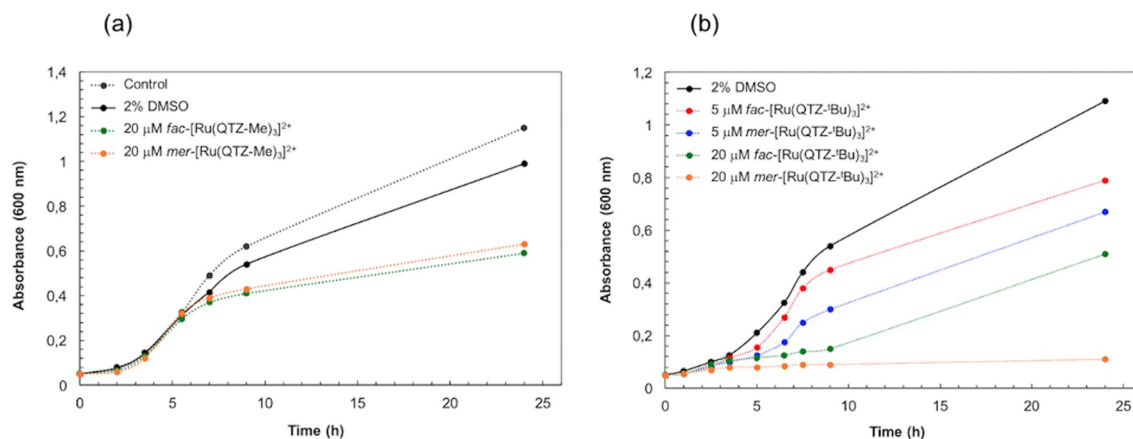 (a)
1,4
1,2
1
0,8
0,6
0,4
0,2
0
0
5
10
15
20
25
Absorbance (600 nm)
Time (h)
Control
2% DMSO
20 μM fac-[Ru(QTZ-Me)₃]²⁺
20 μM mer-[Ru(QTZ-Me)₃]²⁺
(b)
1,2
1
0,8
0,6
0,4
0,2
0
0
5
10
15
20
25
Absorbance (600 nm)
Time (h)
2% DMSO
5 μM fac-[Ru(QTZ-ᵗBu)₃]²⁺
5 μM mer-[Ru(QTZ-ᵗBu)₃]²⁺
20 μM fac-[Ru(QTZ-ᵗBu)₃]²⁺
20 μM mer-[Ru(QTZ-ᵗBu)₃]²⁺